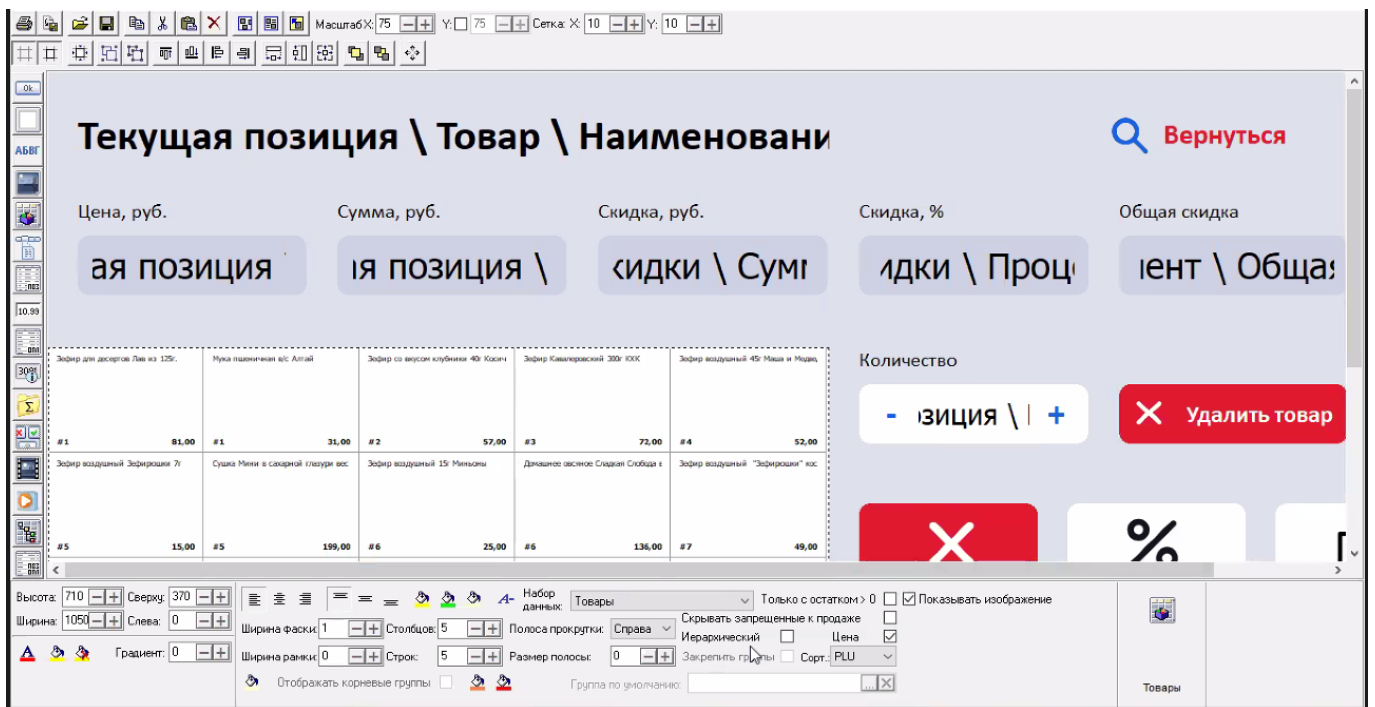 Масштаб X: 75 Y: 75 Сетка: X: 10 Y: 10
Ok
АБВГ
10.99
Текущая позиция \ Товар \ Наименовани
Вернуться
Цена, руб. Сумма, руб. Скидка, руб. Скидка, % Общая скидка
ая позиция
я позиция \
кидки \ Сумм
идки \ Проце
ент \ Общая
Зефир для десертов Лав из 125г. Мука пшеничная в/с Алтай Зефир со вкусом клубники 40г Косич Зефир Кавалеровский 300г КХК Зефир воздушный 45г Маша и Медве,
#1 81,00 #1 31,00 #2 57,00 #3 72,00 #4 52,00
Зефир воздушный Зефирошки 7г Сушка Мини в сахарной глазури вес Зефир воздушный 15г Миньоны Домашнее овсяное Сладкая Слобода в Зефир воздушный "Зефирошки" кос
#5 15,00 #5 199,00 #6 25,00 #6 136,00 #7 49,00
Количество
- озиция \ +
Удалить товар
%
Высота: 710 Сверху: 370
Ширина: 1050 Слева: 0
Градиент: 0
Набор данных: Товары
Только с остатком > 0 Показывать изображение
Ширина фаски: 1 Столбцов: 5 Полоса прокрутки: Справа
Скрывать запрещенные к продаже
Иерархический Цена
Ширина рамки: 0 Строк: 5 Размер полосы: 0
Закрепить группы Сорт.: PLU
Отображать корневые группы
Группа по умолчанию: ...
Товары